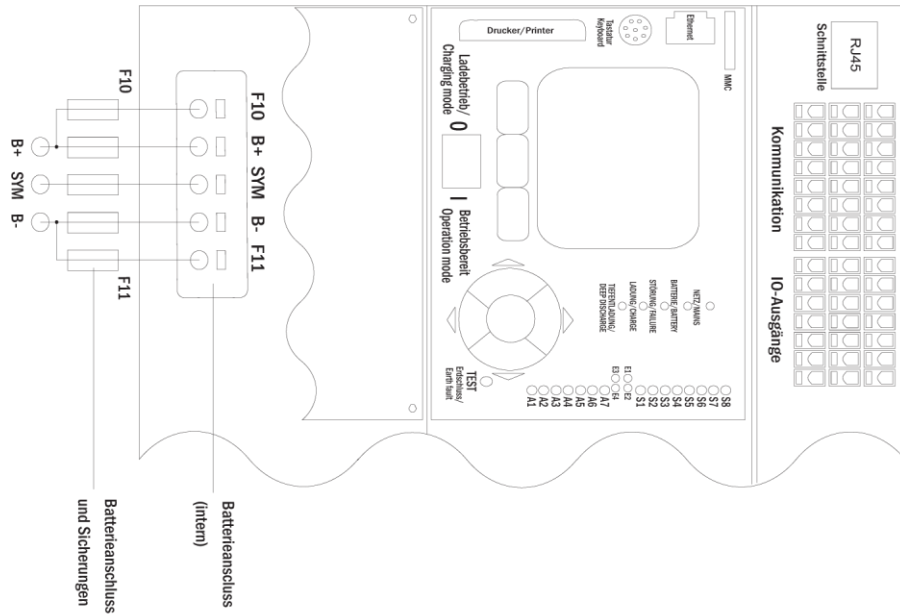 RJ45
Schnittstelle
Kommunikation
IO-Ausgänge
MMC
Ethernet
Tastatur
Keyboard
Drucker/Printer
Ladebetrieb/
Charging mode
0
I
Betriebsbereit
Operation mode
NETZ/MAINS
BATTERIE/BATTERY
STÖRUNG/FAILURE
LADUNG/CHARGE
TIEFENTLADUNG/
DEEP DISCHARGE
TEST
Erdschluss/
Earth fault
E1
E2
E3
E4
S1
S2
S3
S4
S5
S6
S7
S8
A1
A2
A3
A4
A5
A6
A7
F10
B+
SYM
B-
F11
F10
F11
B+
SYM
B-
Batterieanscluss
(intern)
Batterieanschluss
und Sicherungen